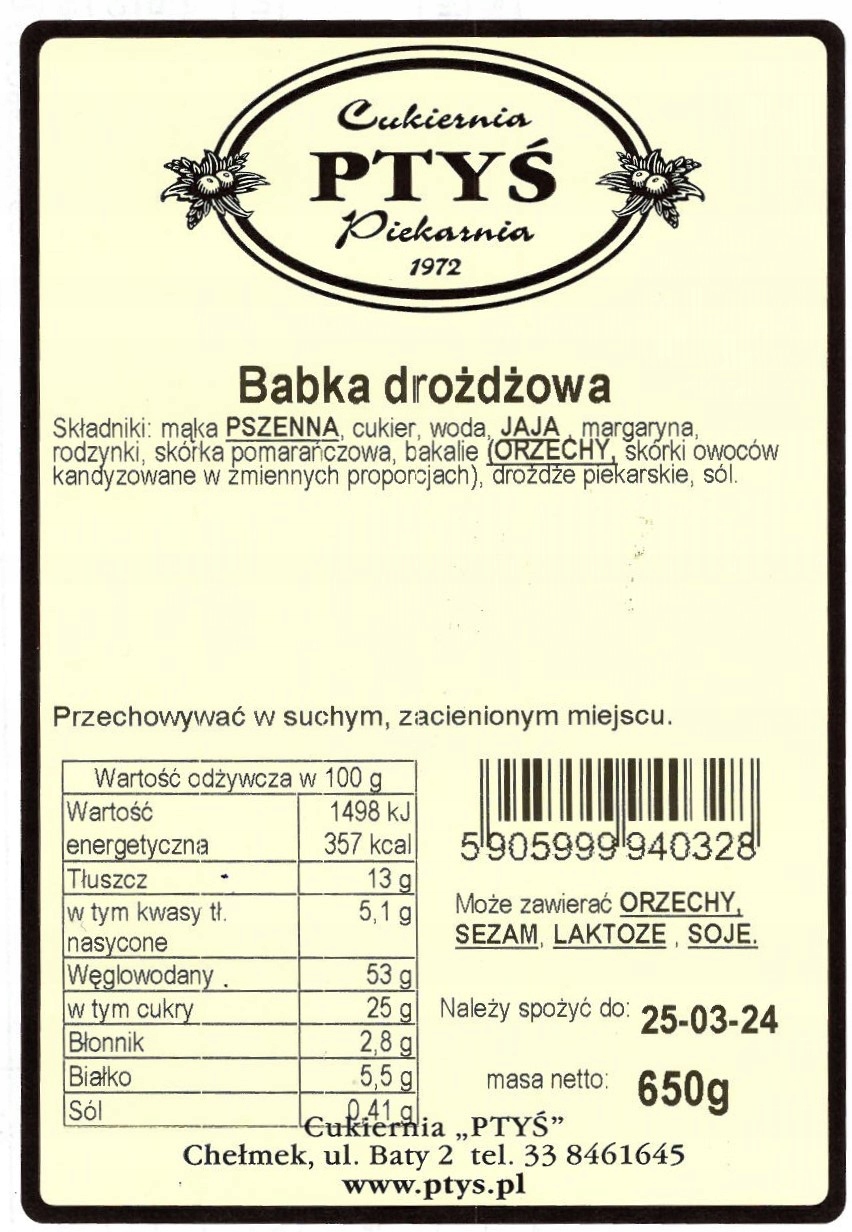 Cukiernia
PTYŚ
Piekarnia
1972
Babka drożdżowa
Składniki: mąka PSZENNA, cukier, woda, JAJA , margaryna,
rodzynki, skórka pomarańczowa, bakalie (ORZECHY, skórki owoców
kandyzowane w zmiennych proporcjach), drożdże piekarskie, sól.
Przechowywać w suchym, zacienionym miejscu.
Wartość odżywcza w 100 g
Wartość 1498 kJ
energetyczna 357 kcal
Tłuszcz 13 g
w tym kwasy tł. 5,1 g
nasycone
Węglowodany . 53 g
w tym cukry 25 g
Błonnik 2,8 g
Białko 5,5 g
Sól 0,41 g
5 905999 940328
Może zawierać ORZECHY,
SEZAM, LAKTOZE , SOJE.
Należy spożyć do: 25-03-24
masa netto: 650g
Cukiernia „PTYŚ”
Chełmek, ul. Baty 2 tel. 33 8461645
www.ptys.pl